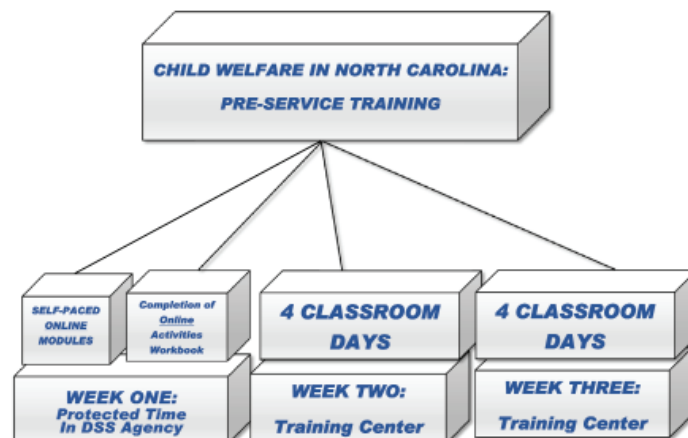 CHILD WELFARE IN NORTH CAROLINA:
PRE-SERVICE TRAINING
SELF-PACED
ONLINE
MODULES
Completion of
Online
Activities
Workbook
4 CLASSROOM
DAYS
4 CLASSROOM
DAYS
WEEK ONE:
Protected Time
In DSS Agency
WEEK TWO:
Training Center
WEEK THREE:
Training Center